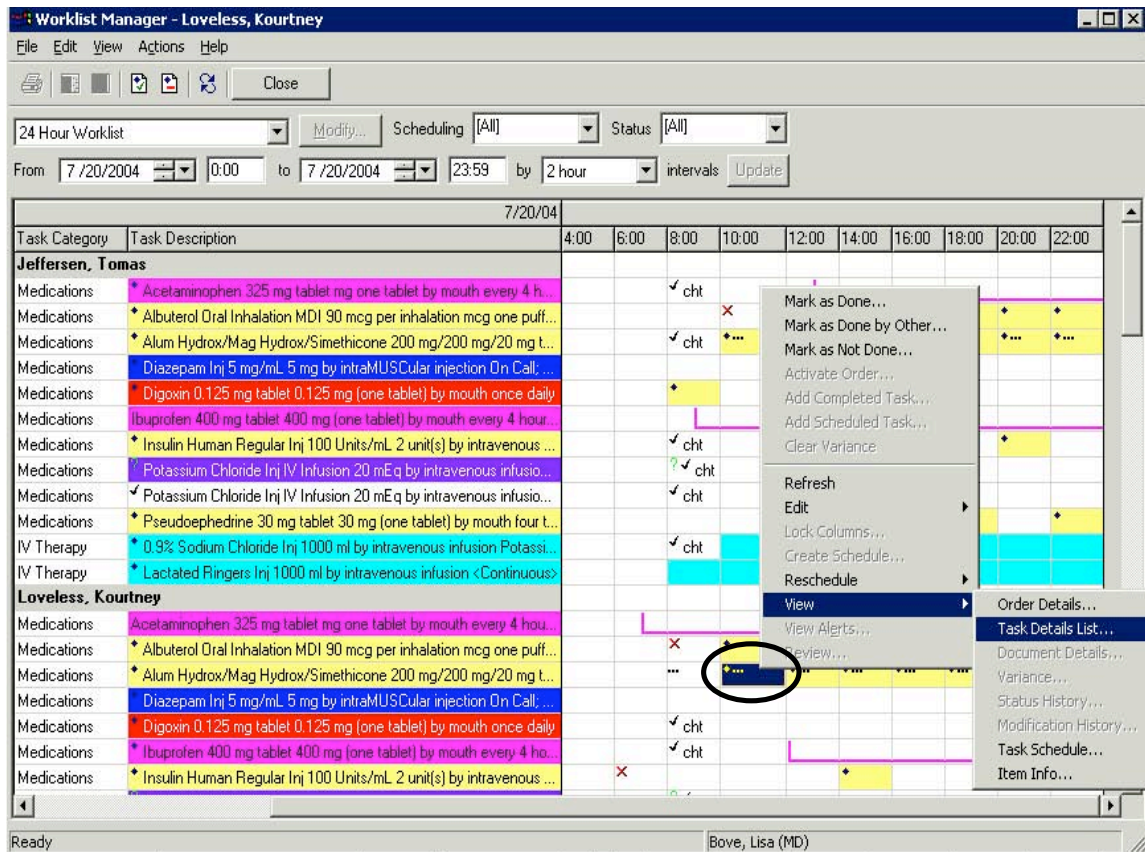 Worklist Manager - Loveless, Kourtney
File Edit View Actions Help
Close
24 Hour Worklist Modify... Scheduling [All] Status [All]
From 7 /20/2004 0:00 to 7 /20/2004 23:59 by 2 hour intervals Update
7/20/04
Task Category Task Description 4:00 6:00 8:00 10:00 12:00 14:00 16:00 18:00 20:00 22:00
Jeffersen, Tomas
Medications Acetaminophen 325 mg tablet mg one tablet by mouth every 4 h... cht
Medications Albuterol Oral Inhalation MDI 90 mcg per inhalation mcg one puff...
Medications Alum Hydrox/Mag Hydrox/Simethicone 200 mg/200 mg/20 mg t... cht
Medications Diazepam Inj 5 mg/mL 5 mg by intraMUSCular injection On Call; ...
Medications Digoxin 0.125 mg tablet 0.125 mg (one tablet) by mouth once daily
Medications Ibuprofen 400 mg tablet 400 mg (one tablet) by mouth every 4 hour...
Medications Insulin Human Regular Inj 100 Units/mL 2 unit(s) by intravenous ... cht
Medications ? Potassium Chloride Inj IV Infusion 20 mEq by intravenous infusio... ? cht
Medications Potassium Chloride Inj IV Infusion 20 mEq by intravenous infusio... cht
Medications Pseudoephedrine 30 mg tablet 30 mg (one tablet) by mouth four t...
IV Therapy 0.9% Sodium Chloride Inj 1000 ml by intravenous infusion Potassi... cht
IV Therapy Lactated Ringers Inj 1000 ml by intravenous infusion <Continuous>
Loveless, Kourtney
Medications Acetaminophen 325 mg tablet mg one tablet by mouth every 4 hou...
Medications Albuterol Oral Inhalation MDI 90 mcg per inhalation mcg one puff...
Medications Alum Hydrox/Mag Hydrox/Simethicone 200 mg/200 mg/20 mg t... ...
Medications Diazepam Inj 5 mg/mL 5 mg by intraMUSCular injection On Call; ...
Medications Digoxin 0.125 mg tablet 0.125 mg (one tablet) by mouth once daily cht
Medications Ibuprofen 400 mg tablet 400 mg (one tablet) by mouth every 4 ho... cht
Medications Insulin Human Regular Inj 100 Units/mL 2 unit(s) by intravenous ...
Mark as Done...
Mark as Done by Other...
Mark as Not Done...
Activate Order...
Add Completed Task...
Add Scheduled Task...
Clear Variance
Refresh
Edit
Lock Columns...
Create Schedule...
Reschedule
View
View Alerts...
Review...
Order Details...
Task Details List...
Document Details...
Variance...
Status History...
Modification History...
Task Schedule...
Item Info...
Ready Bove, Lisa (MD)